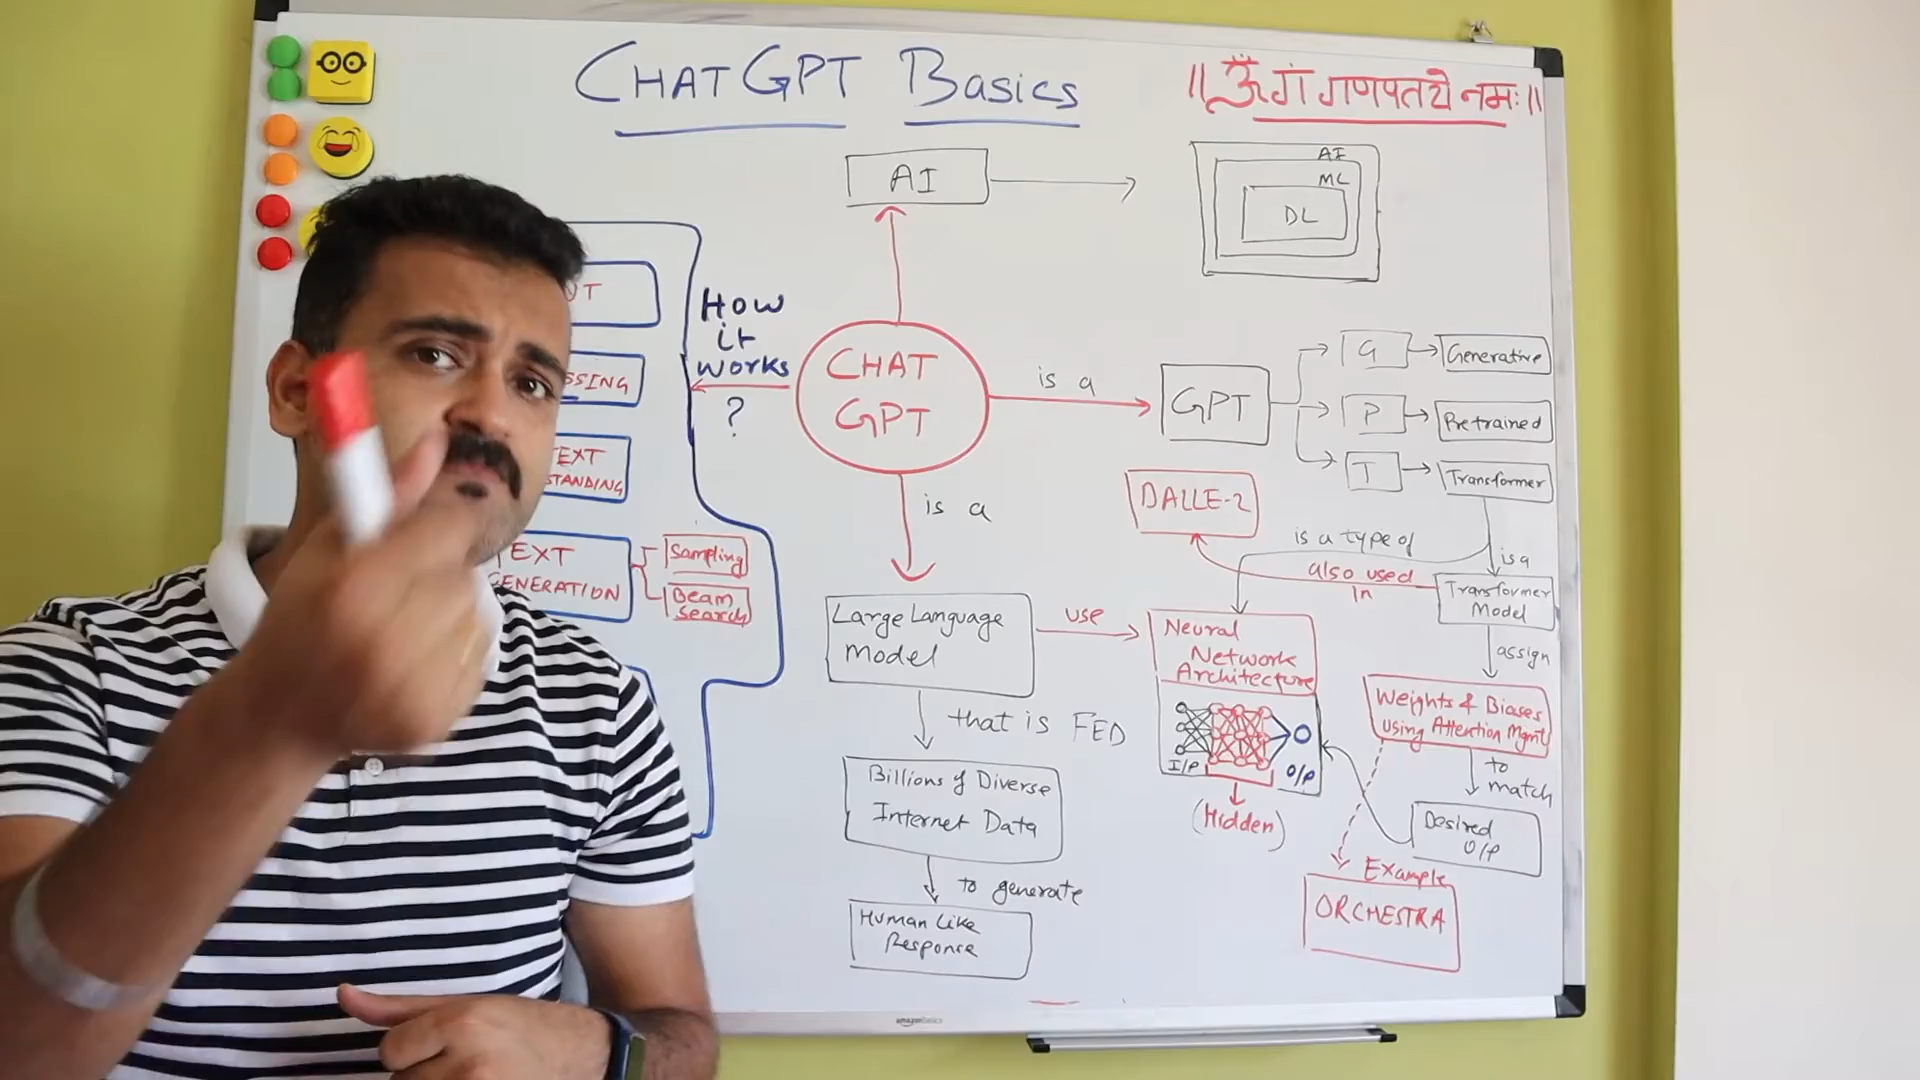 CHATGPT Basics
॥ ॐ गं गणपतये नमः ॥
AI
AI
ML
DL
How
it
works
?
CHAT
GPT
is a
GPT
G
Generative
P
Pretrained
T
Transformer
SSING
EXT
STANDING
TEXT
GENERATION
Sampling
Beam
Search
is a
DALLE-2
is a type of
is a
also used
in
Transformer
Model
assign
Large Language
Model
use
Neural
Network
Architecture
I/P
O/P
(Hidden)
Weights & Biases
Using Attention Mgmt
to
match
Desired
O/P
Example
ORCHESTRA
that is FED
Billions of Diverse
Internet Data
to generate
Human Like
Response
amazonbasics